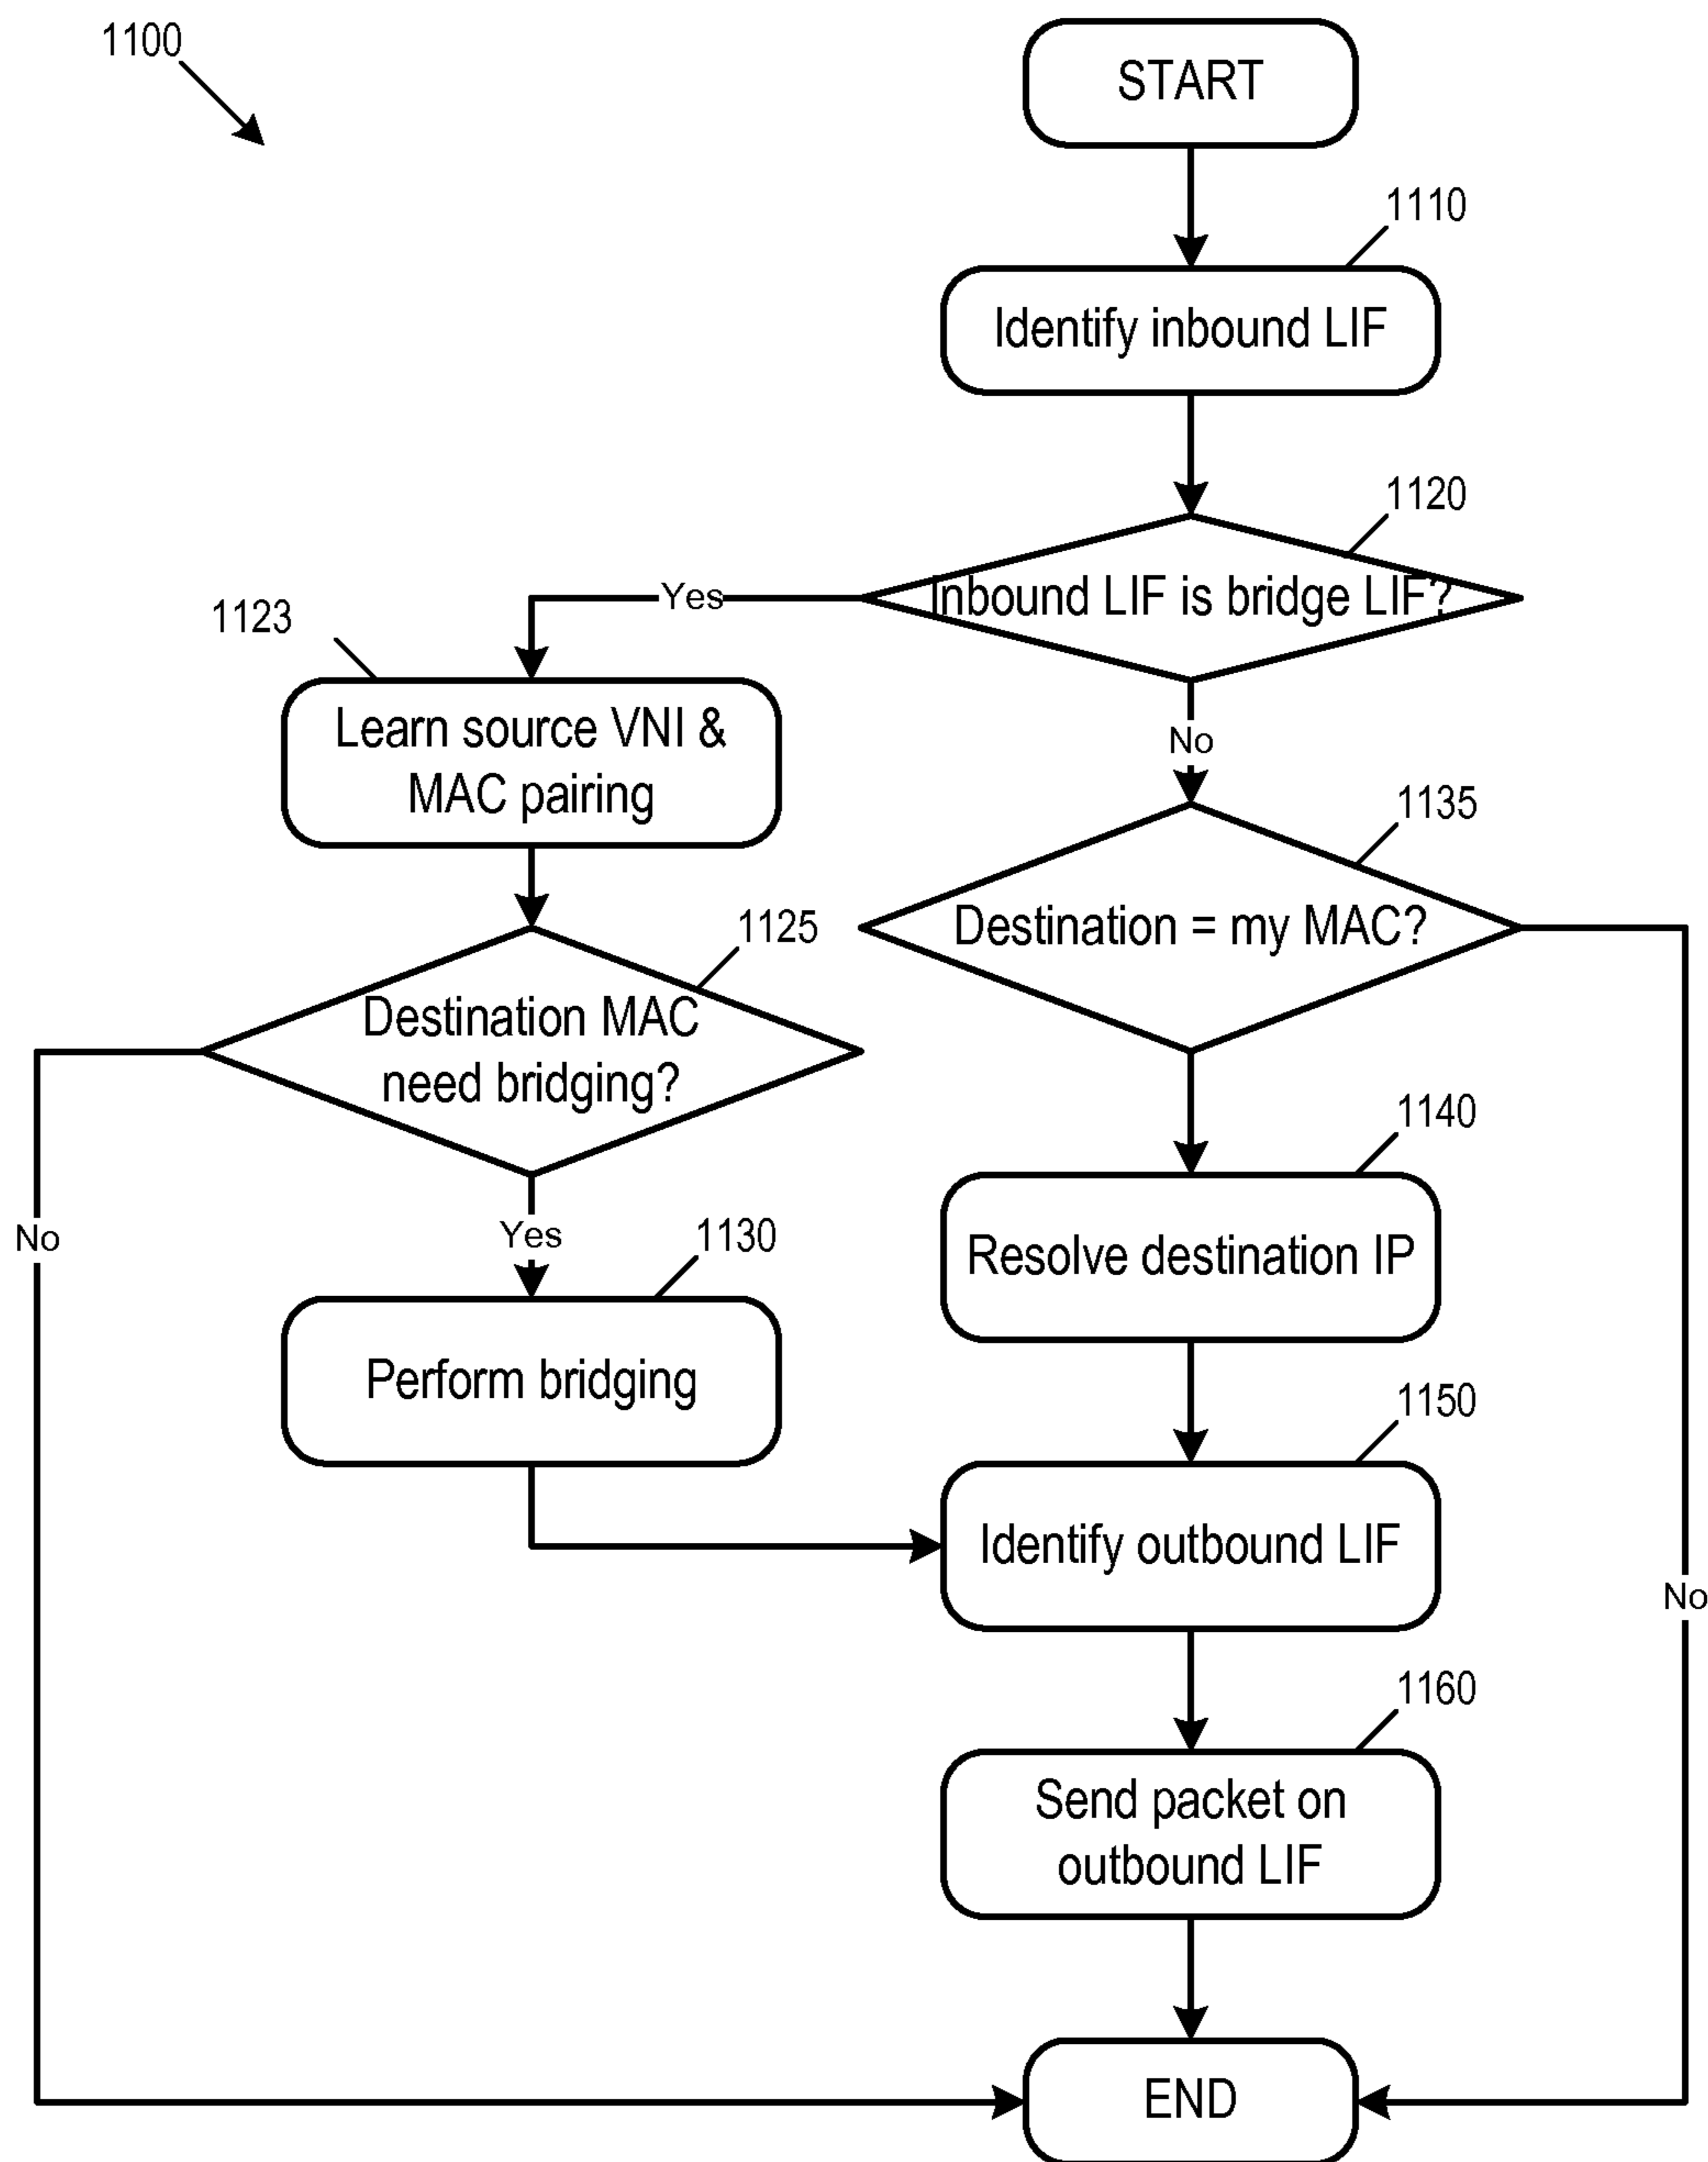 1100
START
1110
Identify inbound LIF
1120
Inbound LIF is bridge LIF?
Yes
1123
No
Learn source VNI &
MAC pairing
1135
Destination = my MAC?
1125
Destination MAC
need bridging?
1140
Resolve destination IP
No
Yes
1130
Perform bridging
1150
Identify outbound LIF
No
1160
Send packet on
outbound LIF
END